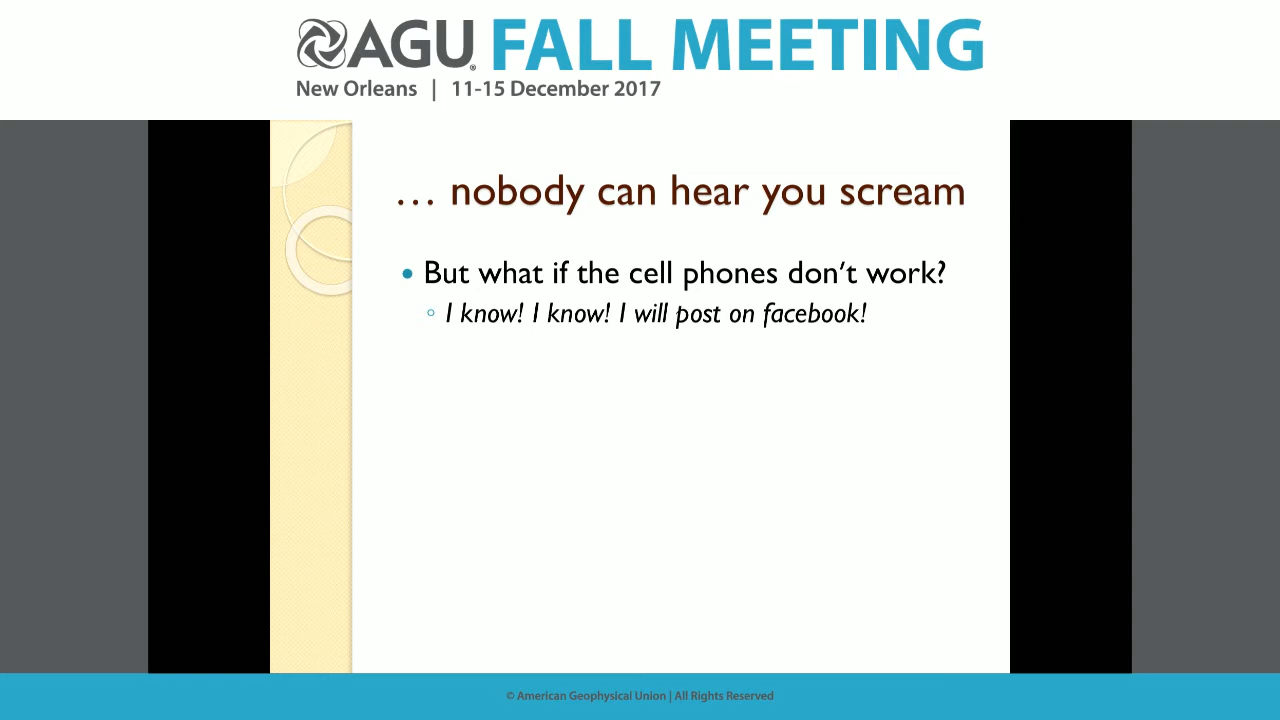 AGU FALL MEETING
New Orleans | 11-15 December 2017
… nobody can hear you scream
• But what if the cell phones don't work?
◦ I know! I know! I will post on facebook!
© American Geophysical Union | All Rights Reserved